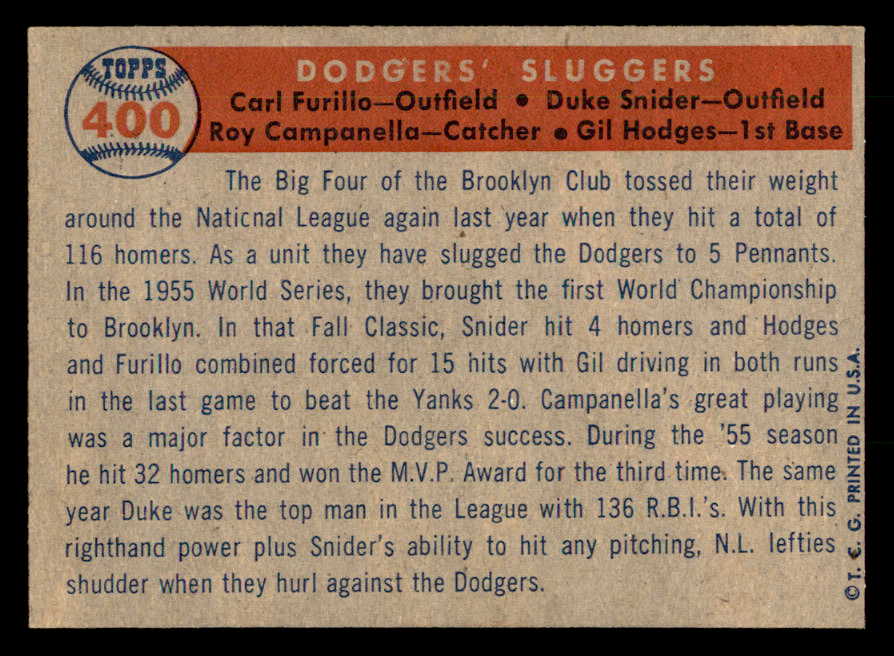 TOPPS
400
DODGERS' SLUGGERS
Carl Furillo—Outfield • Duke Snider—Outfield
Roy Campanella—Catcher • Gil Hodges—1st Base
The Big Four of the Brooklyn Club tossed their weight
around the Naticnal League again last year when they hit a total of
116 homers. As a unit they have slugged the Dodgers to 5 Pennants.
In the 1955 World Series, they brought the first World Championship
to Brooklyn. In that Fall Classic, Snider hit 4 homers and Hodges
and Furillo combined forced for 15 hits with Gil driving in both runs
in the last game to beat the Yanks 2-0. Campanella's great playing
was a major factor in the Dodgers success. During the '55 season
he hit 32 homers and won the M.V.P. Award for the third time. The same
year Duke was the top man in the League with 136 R.B.I.'s. With this
righthand power plus Snider's ability to hit any pitching, N.L. lefties
shudder when they hurl against the Dodgers.
© T. C. G. PRINTED IN U.S.A.